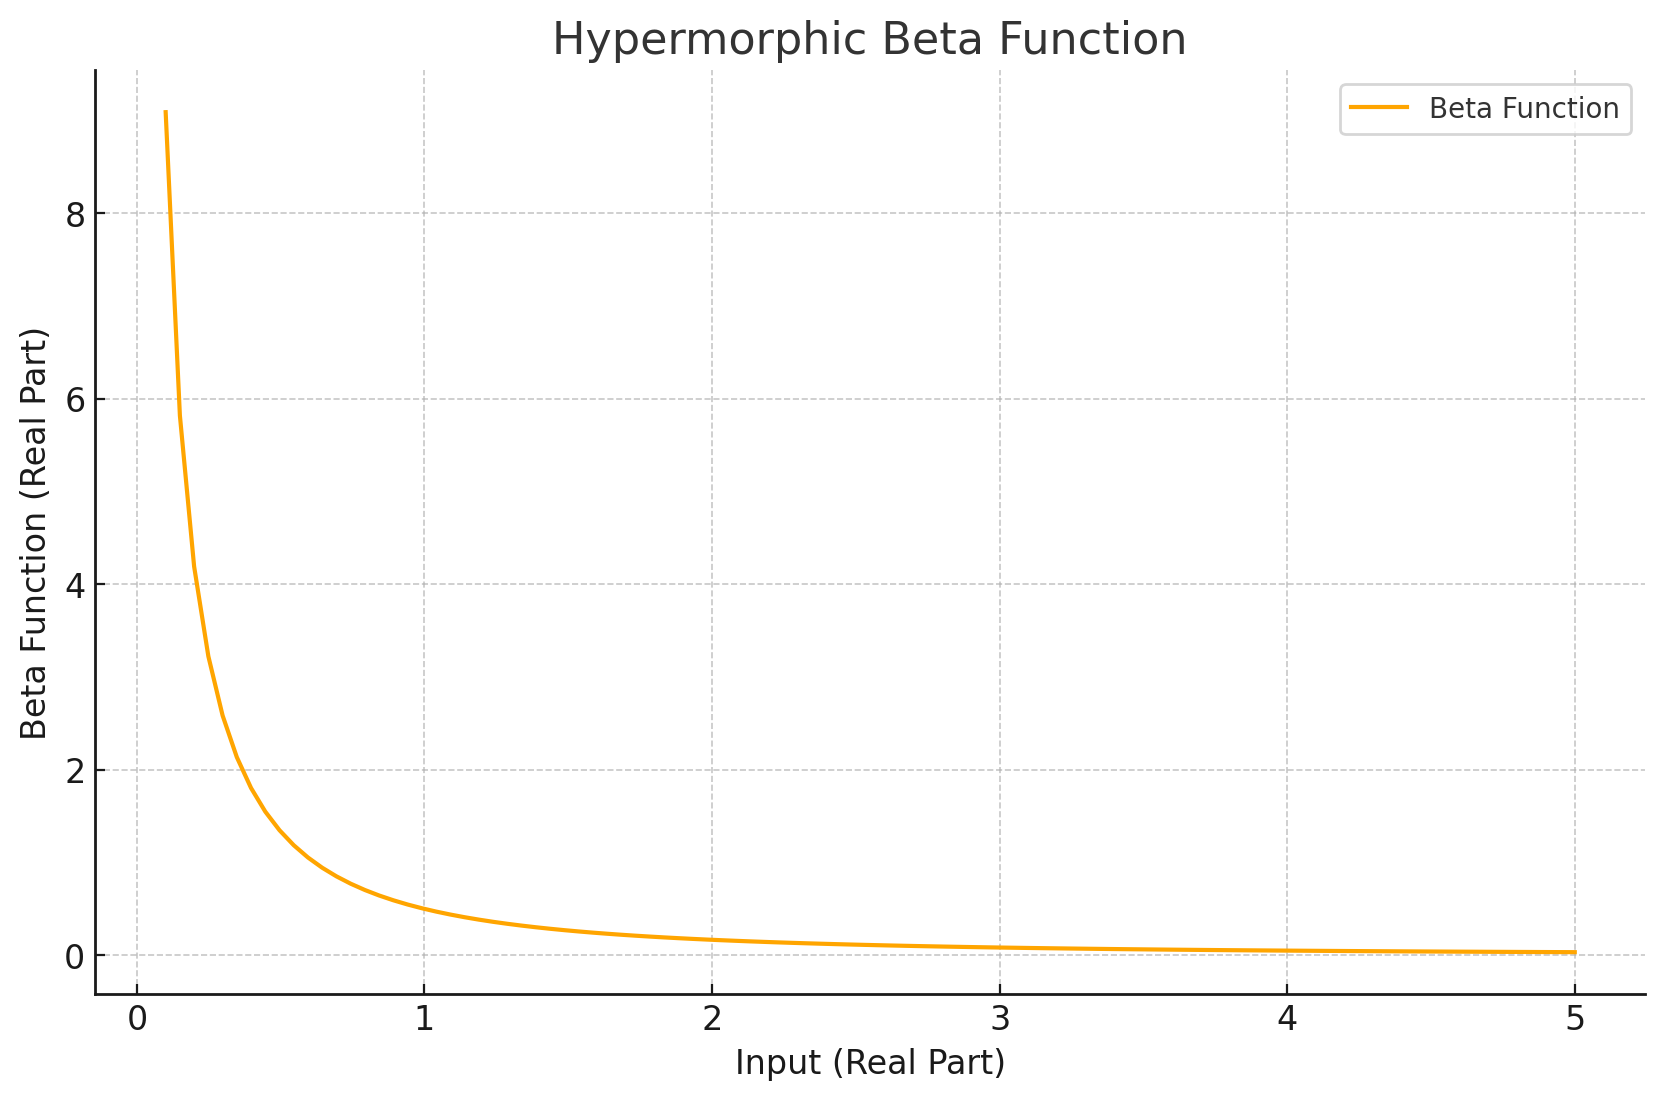 Hypermorphic Beta Function
Beta Function
Beta Function (Real Part)
8
6
4
2
0
0 1 2 3 4 5
Input (Real Part)